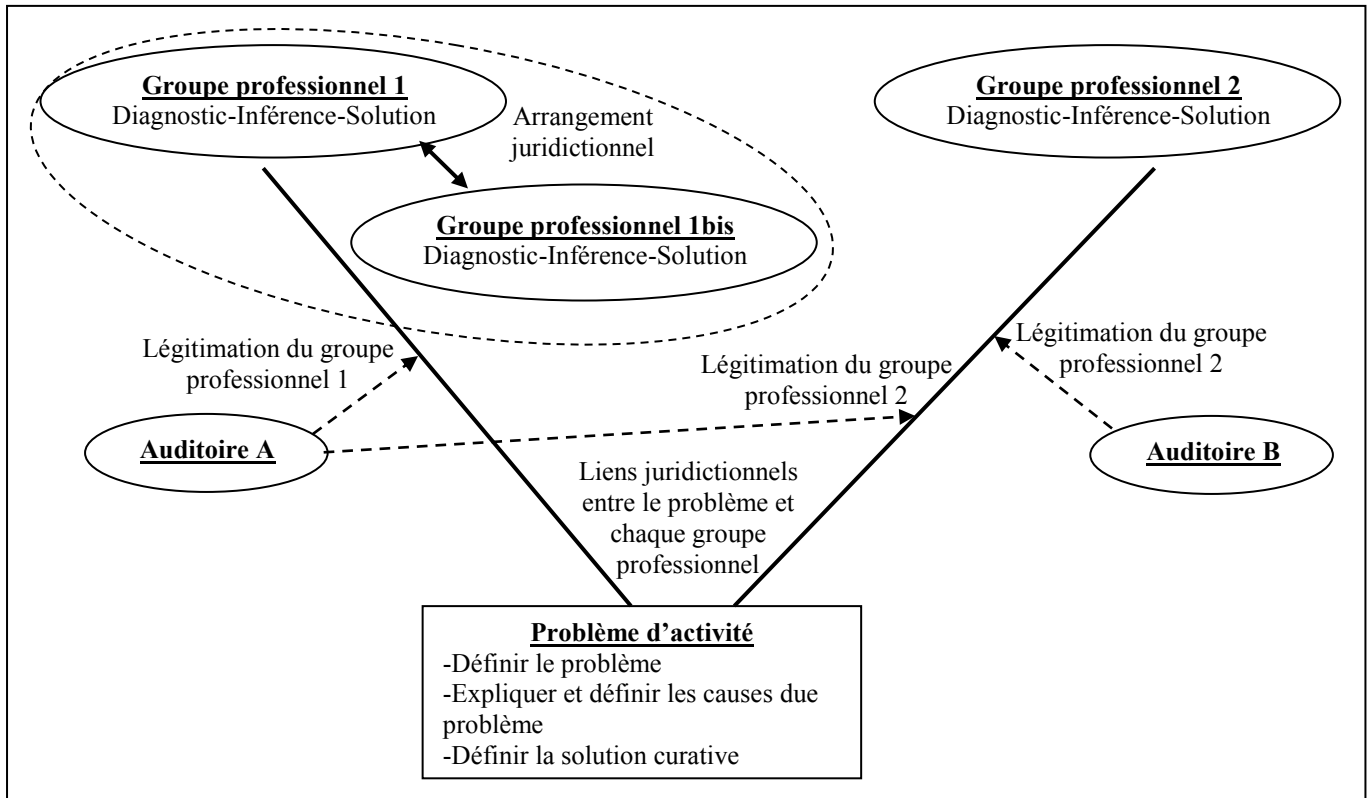 Groupe professionnel 1
Diagnostic-Inférence-Solution
Arrangement
juridictionnel
Groupe professionnel 1bis
Diagnostic-Inférence-Solution
Groupe professionnel 2
Diagnostic-Inférence-Solution
Légitimation du groupe
professionnel 1
Légitimation du groupe
professionnel 2
Légitimation du groupe
professionnel 2
Auditoire A
Auditoire B
Liens juridictionnels
entre le problème et
chaque groupe
professionnel
Problème d’activité
-Définir le problème
-Expliquer et définir les causes due
problème
-Définir la solution curative